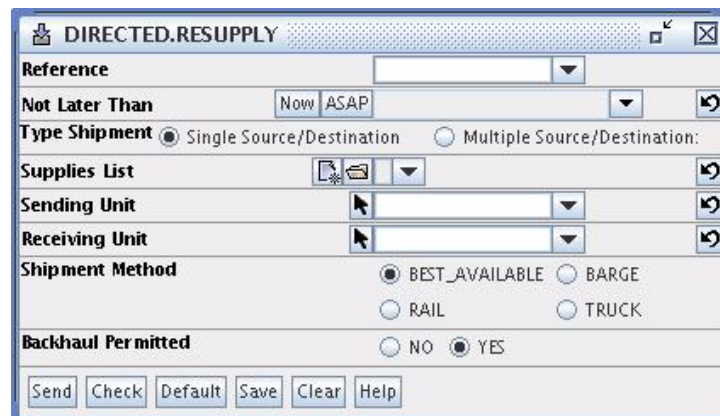 DIRECTED.RESUPPLY
Reference
Not Later Than Now ASAP
Type Shipment Single Source/Destination Multiple Source/Destination:
Supplies List
Sending Unit
Receiving Unit
Shipment Method BEST_AVAILABLE BARGE
RAIL TRUCK
Backhaul Permitted NO YES
Send Check Default Save Clear Help